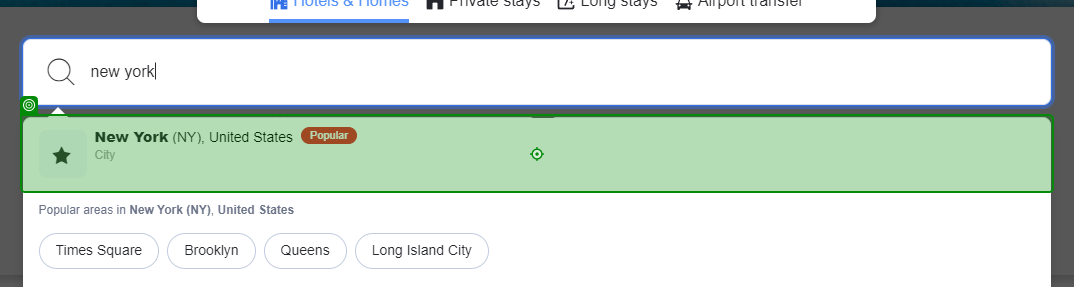 Hotels & Homes Private stays Long stays Airport transfer
new york
New York (NY), United States Popular
City
Popular areas in New York (NY), United States
Times Square Brooklyn Queens Long Island City